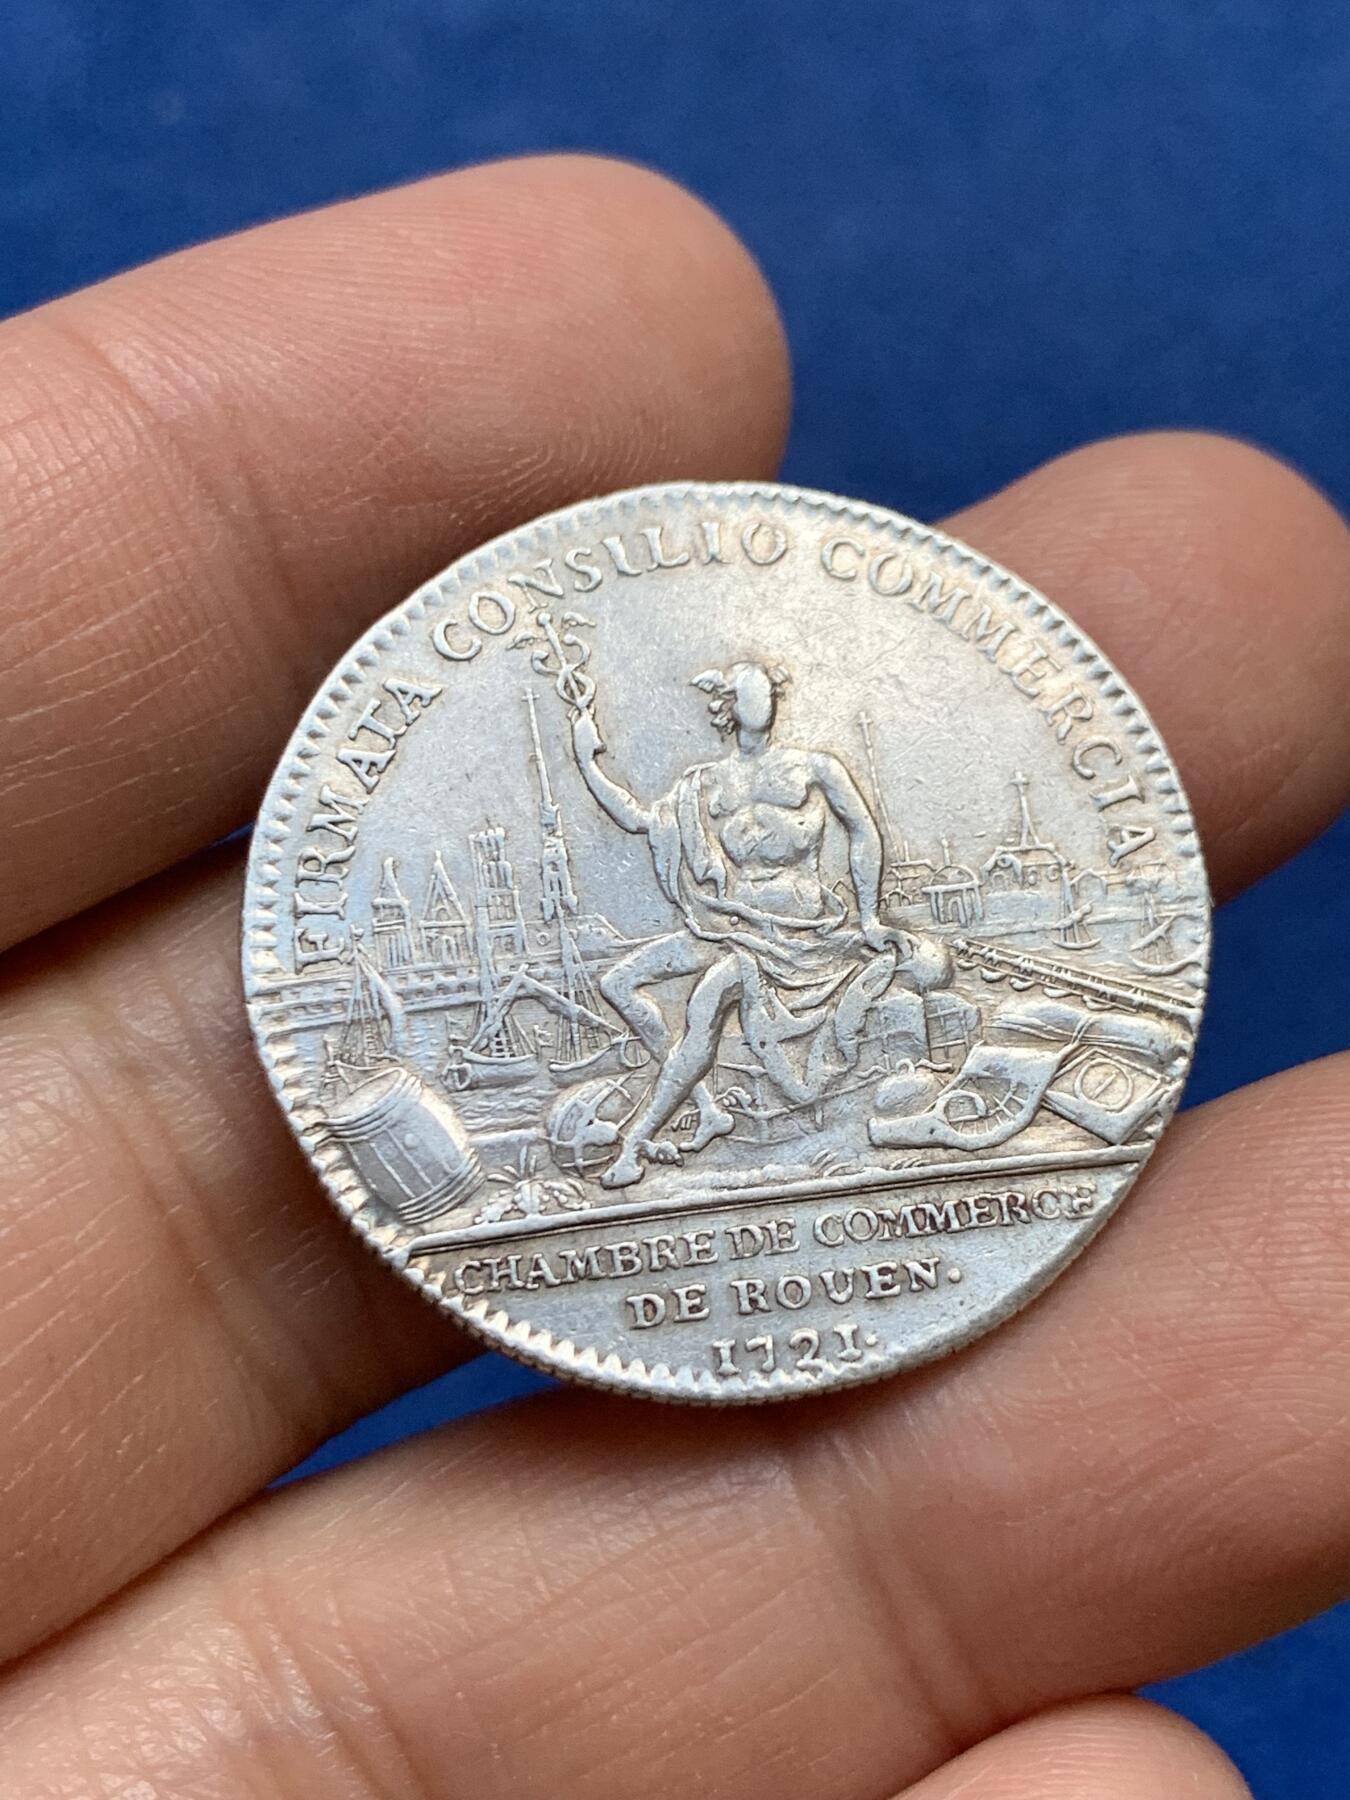 FIRMATA CONSILIO COMMERCIA
CHAMBRE DE COMMERCE
DE ROUEN.
1721.